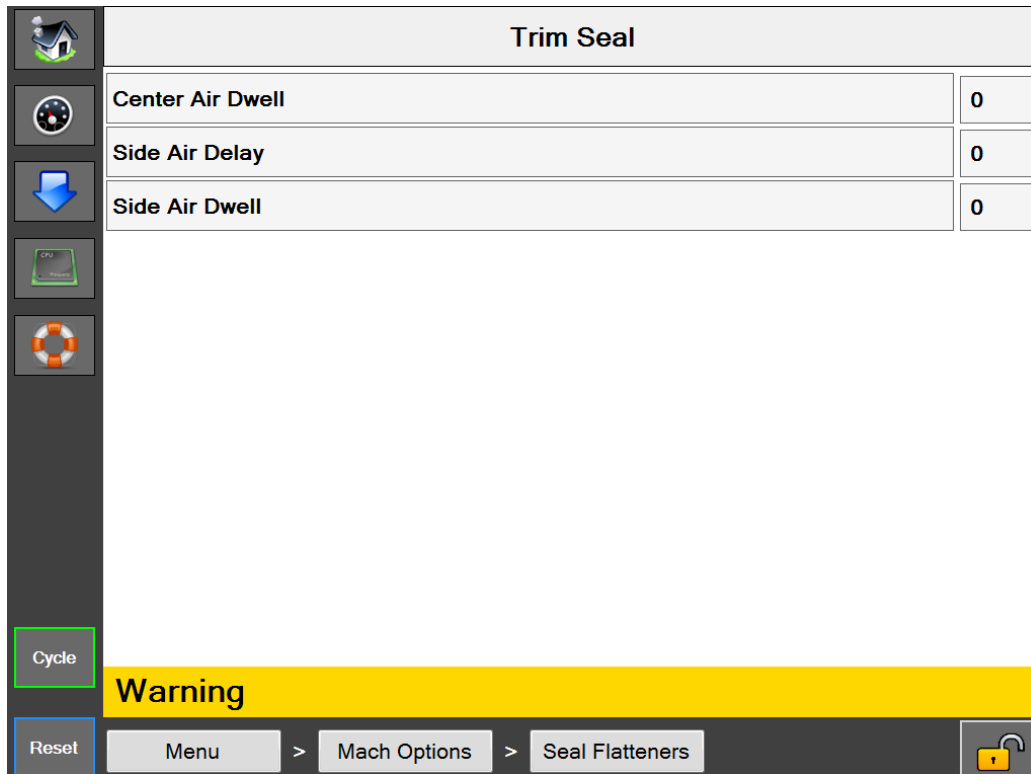 Trim Seal
Center Air Dwell 0
Side Air Delay 0
Side Air Dwell 0
CPU
Cycle
Warning
Reset Menu > Mach Options > Seal Flatteners